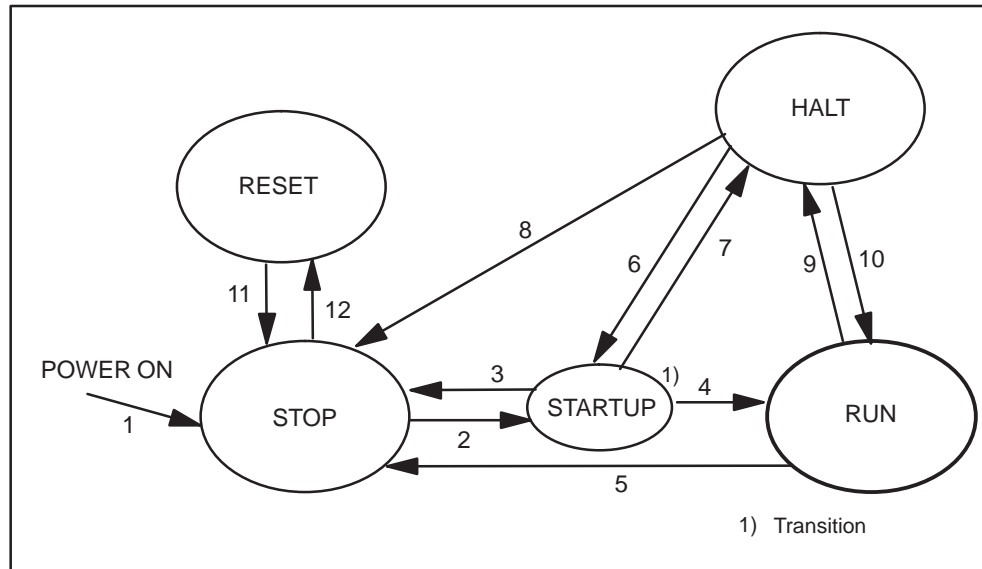 HALT
RESET
8
7
6
9
10
11
12
POWER ON
1
3
1)
4
STOP
2
STARTUP
RUN
5
1) Transition